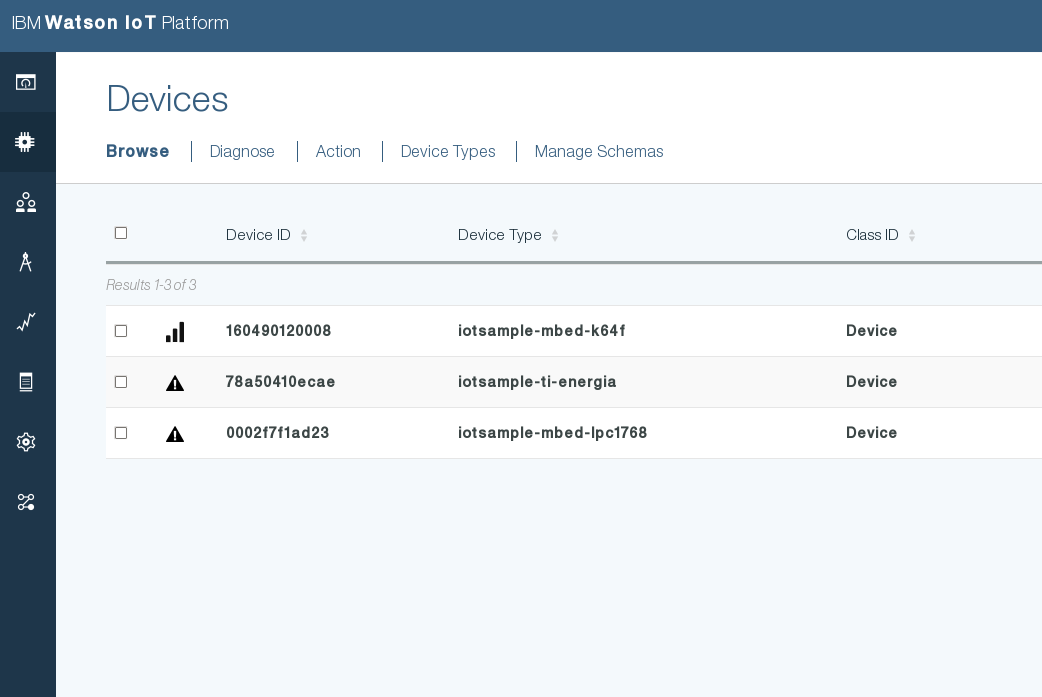 IBM Watson IoT Platform
Devices
Browse Diagnose Action Device Types Manage Schemas
Device ID Device Type Class ID
Results 1-3 of 3
160490120008 iotsample-mbed-k64f Device
78a50410ecae iotsample-ti-energia Device
0002f7f1ad23 iotsample-mbed-lpc1768 Device